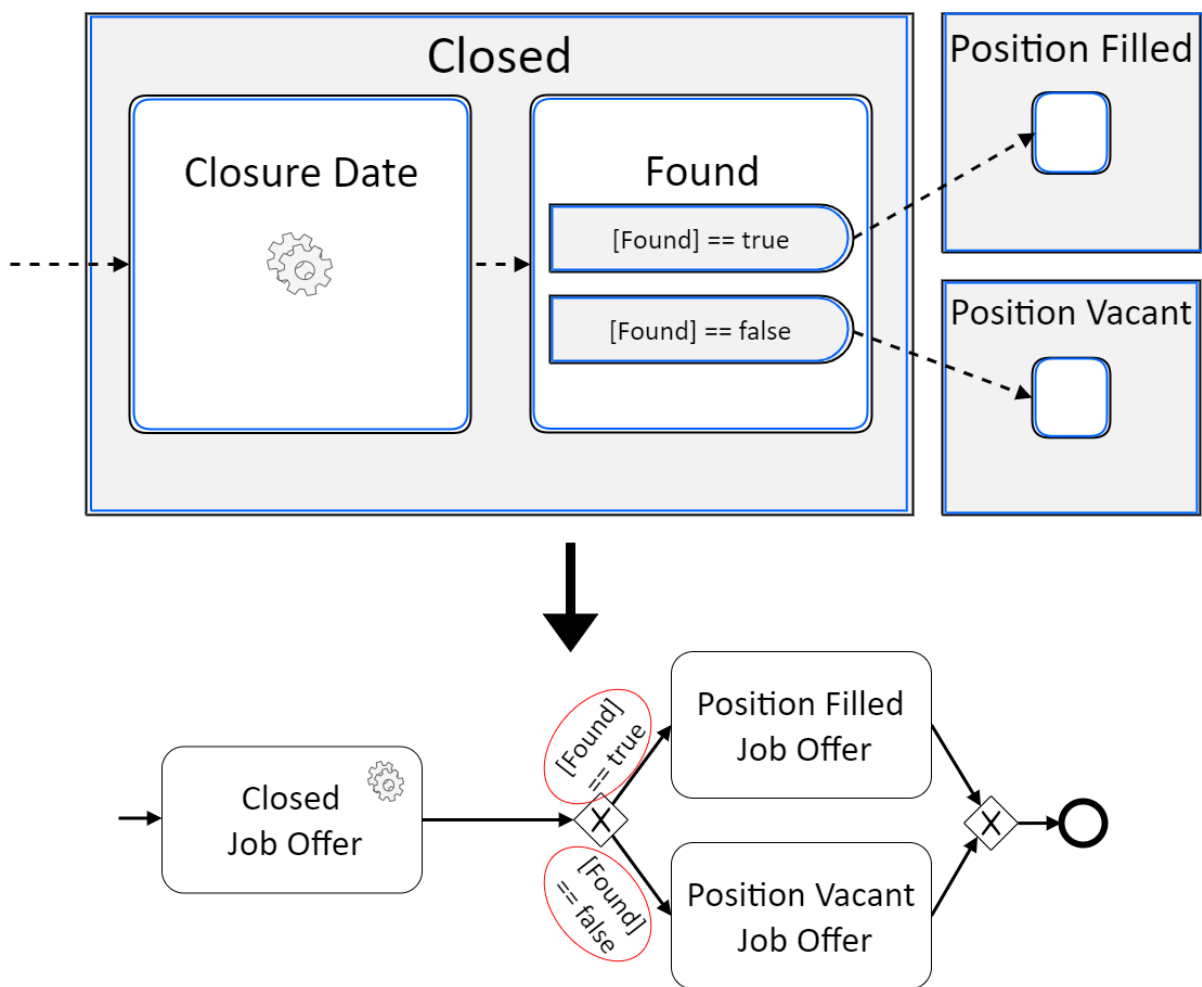 Closed
Position Filled
Closure Date
Found
[Found] == true
[Found] == false
Position Vacant
[Found]
== true
Position Filled
Job Offer
Closed
Job Offer
X
X
[Found]
== false
Position Vacant
Job Offer